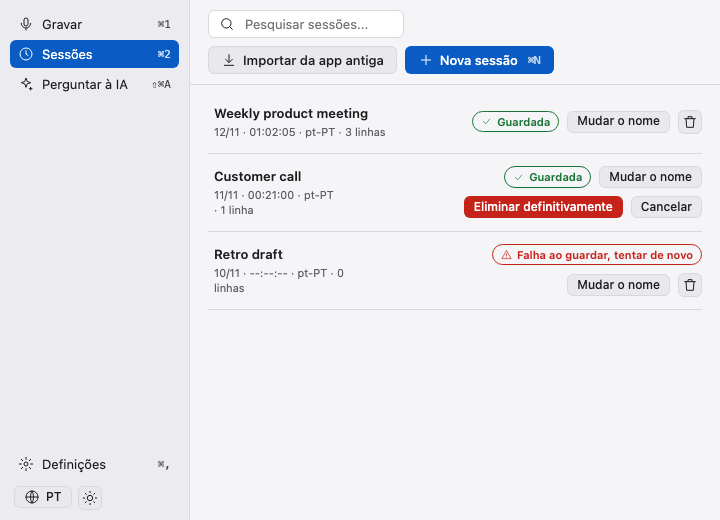 Gravar ⌘1
Sessões ⌘2
Perguntar à IA ⇧⌘A
Pesquisar sessões...
Importar da app antiga
Nova sessão ⌘N
Weekly product meeting
12/11 · 01:02:05 · pt-PT · 3 linhas
Guardada
Mudar o nome
Customer call
11/11 · 00:21:00 · pt-PT
· 1 linha
Guardada
Mudar o nome
Eliminar definitivamente
Cancelar
Retro draft
10/11 · --:--:-- · pt-PT · 0
linhas
Falha ao guardar, tentar de novo
Mudar o nome
Definições ⌘,
PT